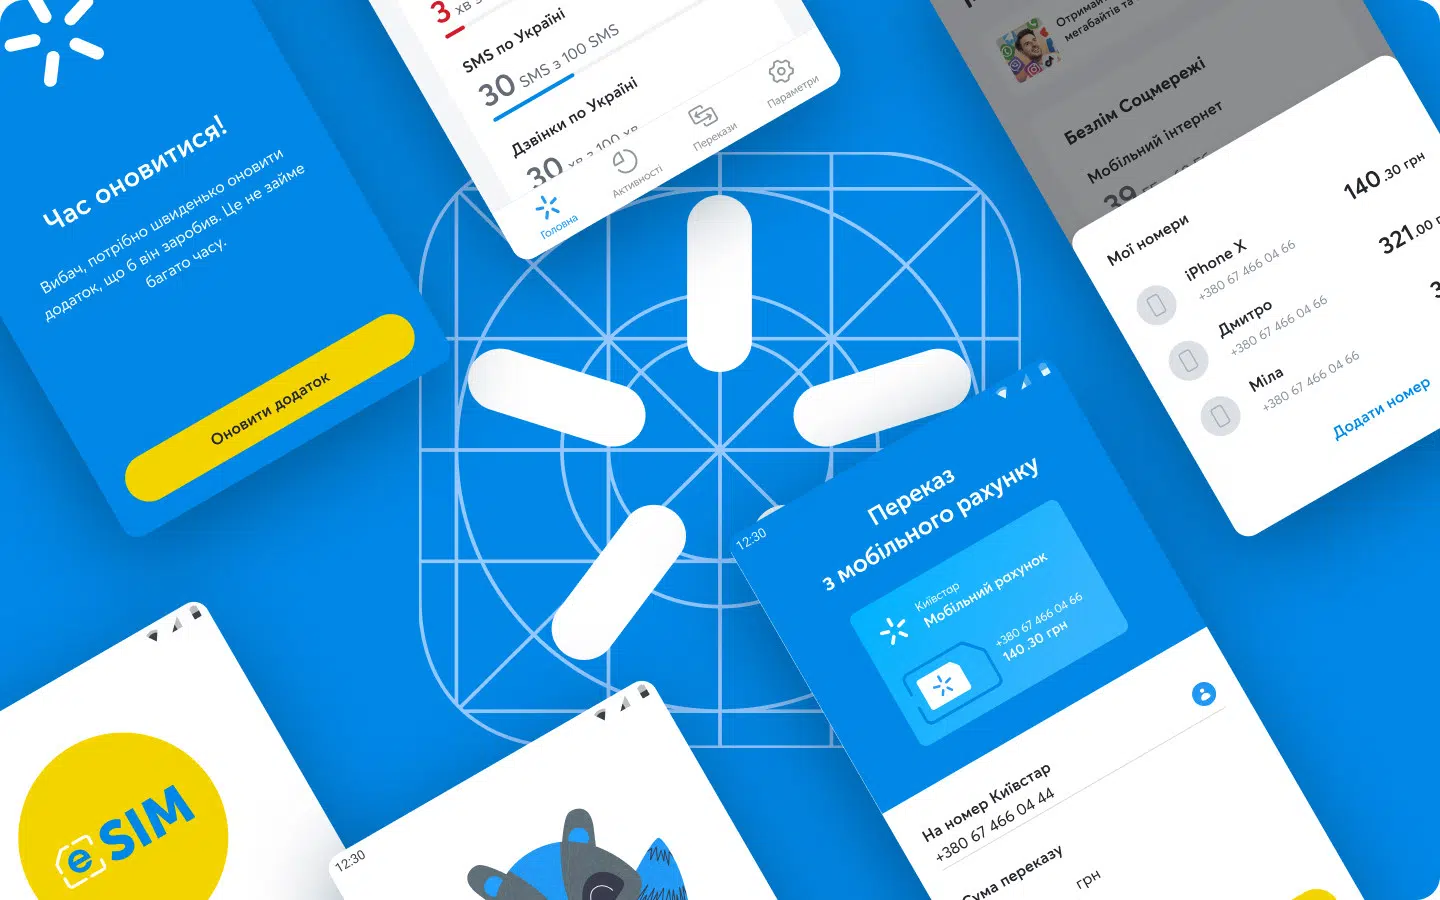 Час оновитися!
Вибач, потрібно швиденько оновити
додаток, що б він заробив. Це не займе
багато часу.
Оновити додаток
3 хв з
SMS по Україні
30 SMS з 100 SMS
Дзвінки по Україні
30 хв з 100 хв
Головна
Активності
Перекази
Параметри
Отримай
мегабайтів та
Безлім Соцмережі
Мобільний інтернет
39
Мої номери
iPhone X
+380 67 466 04 66
140.30 грн
Дмитро
+380 67 466 04 66
321.00
Міла
+380 67 466 04 66
Додати номер
12:30
Переказ
з мобільного рахунку
Київстар
Мобільний рахунок
+380 67 466 04 66
140.30 грн
На номер Київстар
+380 67 466 04 44
Сума переказу
грн
eSIM
12:30